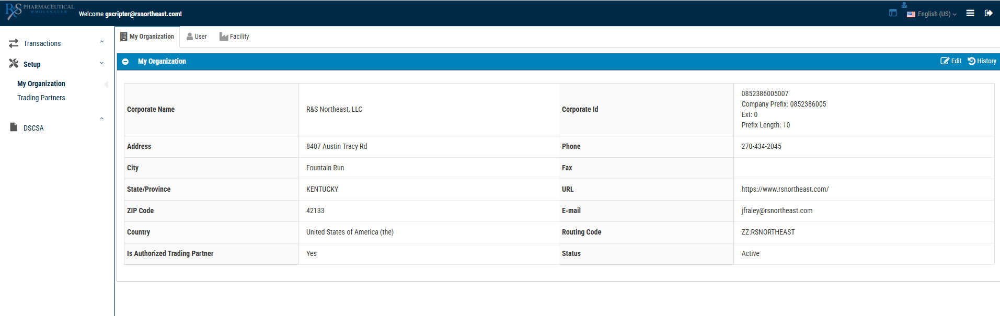 R&S PHARMACEUTICAL
WHOLESALER
Welcome gscripter@rsnortheast.com!
English (US)
Transactions
Setup
My Organization
Trading Partners
DSCSA
My Organization
User
Facility
My Organization
Edit
History
Corporate Name
R&S Northeast, LLC
Corporate Id
0852386005007
Company Prefix: 0852386005
Ext: 0
Prefix Length: 10
Address
8407 Austin Tracy Rd
Phone
270-434-2045
City
Fountain Run
Fax
State/Province
KENTUCKY
URL
https://www.rsnortheast.com/
ZIP Code
42133
E-mail
jfraley@rsnortheast.com
Country
United States of America (the)
Routing Code
ZZ:RSNORTHEAST
Is Authorized Trading Partner
Yes
Status
Active